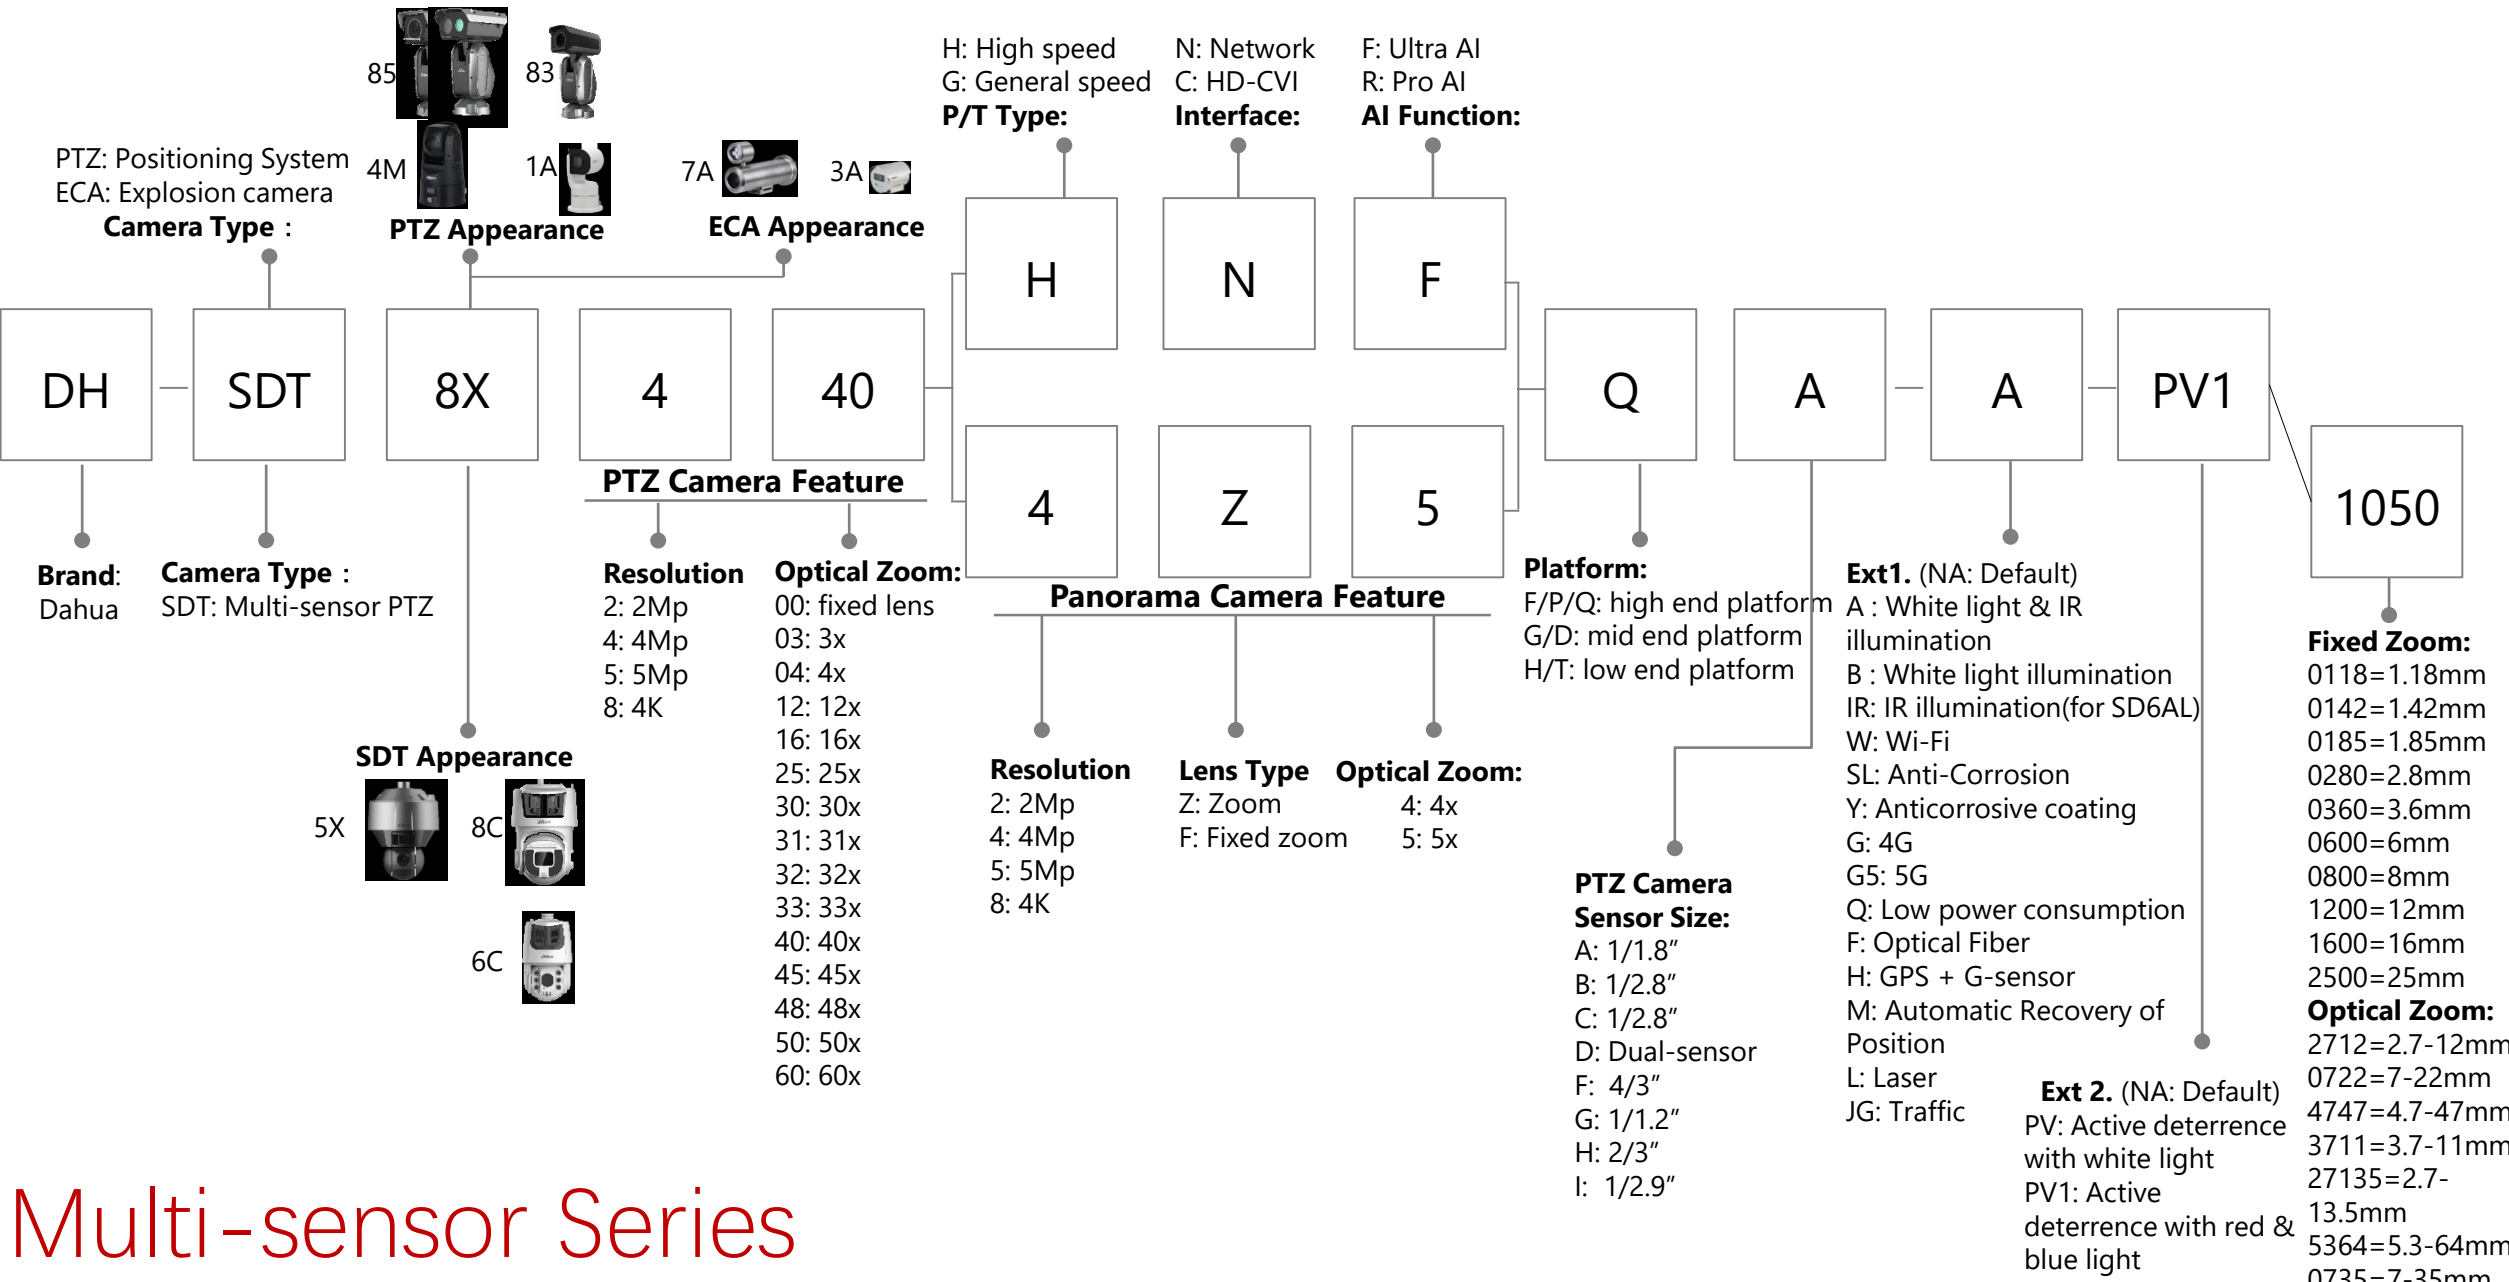 85
83
4M
1A
7A
3A
PTZ: Positioning System
ECA: Explosion camera
Camera Type :
PTZ Appearance
ECA Appearance
H: High speed
G: General speed
P/T Type:
N: Network
C: HD-CVI
Interface:
F: Ultra AI
R: Pro AI
AI Function:
H
N
F
DH
SDT
8X
4
40
Q
A
A
PV1
4
Z
5
1050
Brand:
Dahua
Camera Type :
SDT: Multi-sensor PTZ
SDT Appearance
5X
8C
6C
PTZ Camera Feature
Resolution
2: 2Mp
4: 4Mp
5: 5Mp
8: 4K
Optical Zoom:
00: fixed lens
03: 3x
04: 4x
12: 12x
16: 16x
25: 25x
30: 30x
31: 31x
32: 32x
33: 33x
40: 40x
45: 45x
48: 48x
50: 50x
60: 60x
Panorama Camera Feature
Resolution
2: 2Mp
4: 4Mp
5: 5Mp
8: 4K
Lens Type
Z: Zoom
F: Fixed zoom
Optical Zoom:
4: 4x
5: 5x
Platform:
F/P/Q: high end platform
G/D: mid end platform
H/T: low end platform
PTZ Camera
Sensor Size:
A: 1/1.8”
B: 1/2.8”
C: 1/2.8”
D: Dual-sensor
F: 4/3”
G: 1/1.2”
H: 2/3”
I: 1/2.9”
Ext1. (NA: Default)
A : White light & IR
illumination
B : White light illumination
IR: IR illumination(for SD6AL)
W: Wi-Fi
SL: Anti-Corrosion
Y: Anticorrosive coating
G: 4G
G5: 5G
Q: Low power consumption
F: Optical Fiber
H: GPS + G-sensor
M: Automatic Recovery of
Position
L: Laser
JG: Traffic
Ext 2. (NA: Default)
PV: Active deterrence
with white light
PV1: Active
deterrence with red &
blue light
Fixed Zoom:
0118=1.18mm
0142=1.42mm
0185=1.85mm
0280=2.8mm
0360=3.6mm
0600=6mm
0800=8mm
1200=12mm
1600=16mm
2500=25mm
Optical Zoom:
2712=2.7-12mm
0722=7-22mm
4747=4.7-47mm
3711=3.7-11mm
27135=2.7-
13.5mm
5364=5.3-64mm
0735=7-35mm
Multi-sensor Series